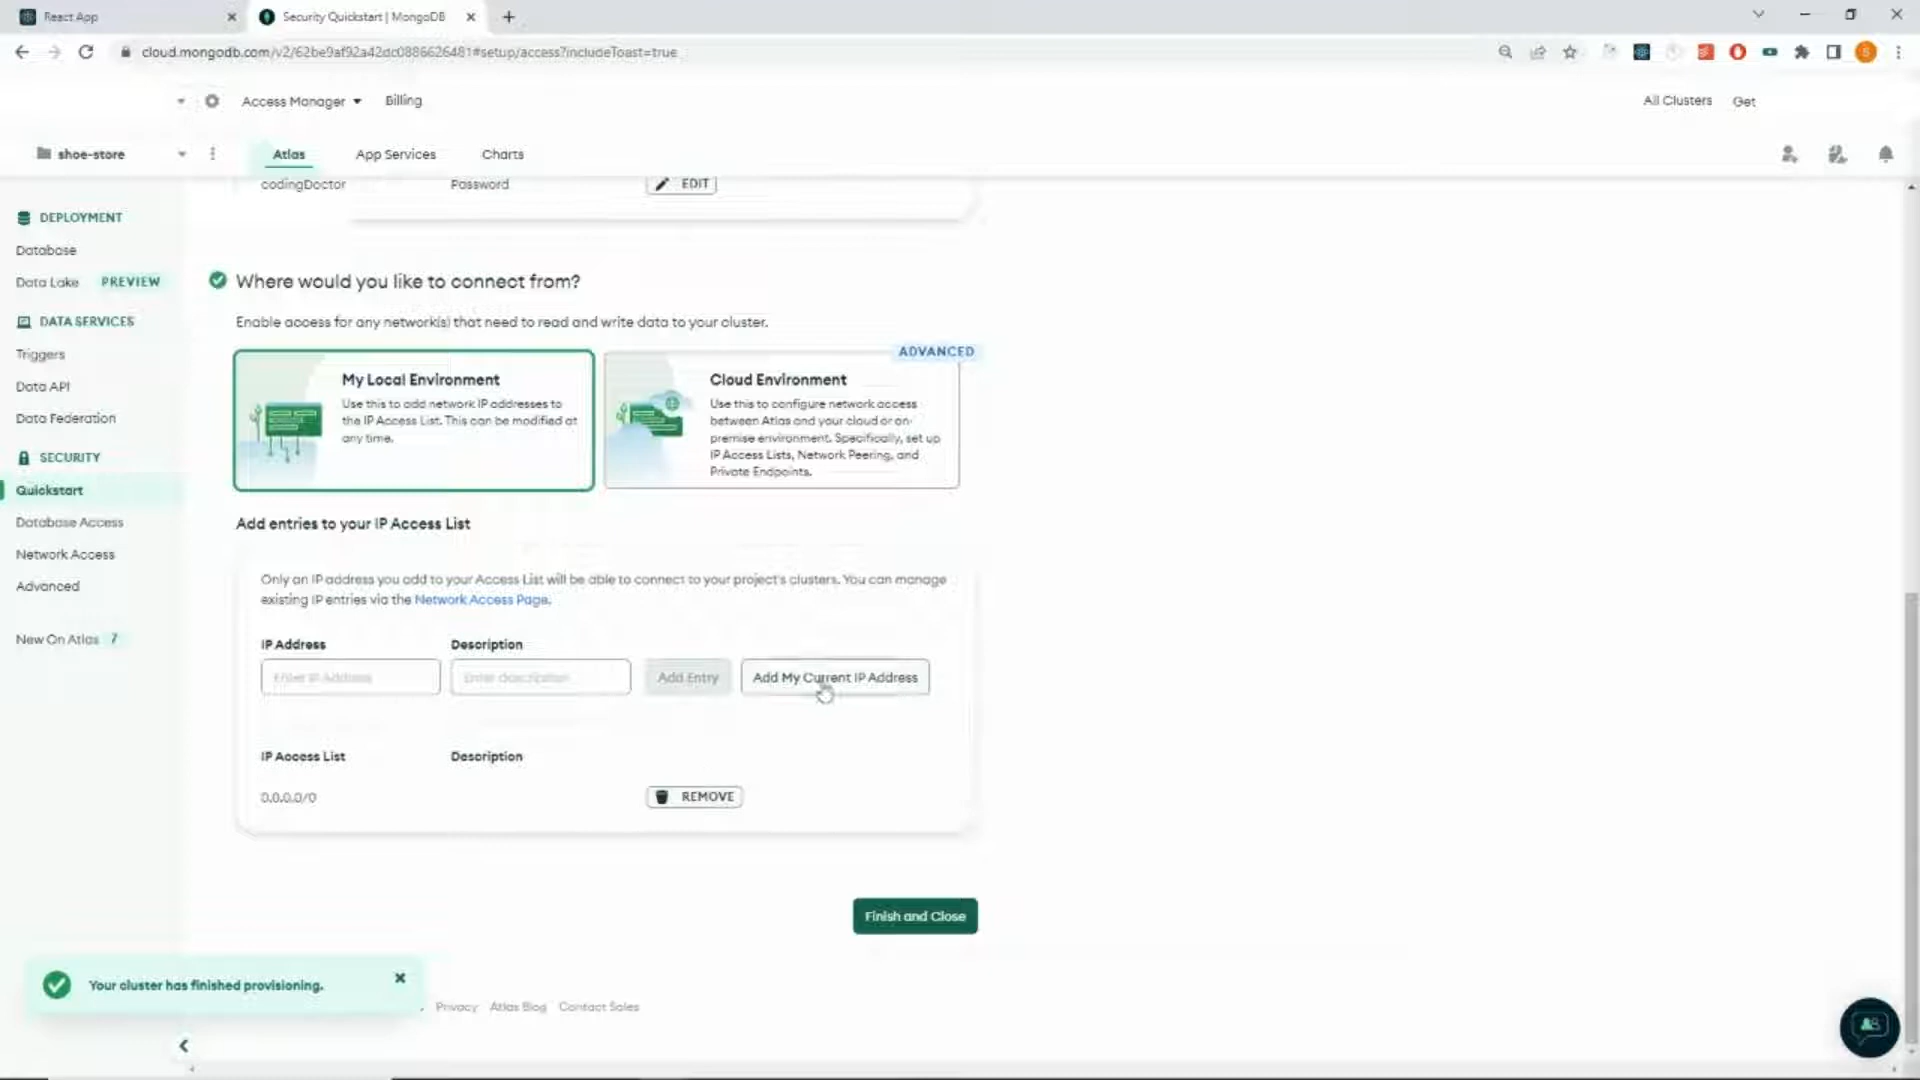 React App
Security Quickstart | MongoDB
cloud.mongodb.com/v2/62be9af92a42dc0886626481#setup/access?includeToast=true
S
Access Manager
Billing
All Clusters
Get
shoe-store
Atlas
App Services
Charts
codingDoctor
Password
EDIT
DEPLOYMENT
Database
Data Lake
PREVIEW
DATA SERVICES
Triggers
Data API
Data Federation
SECURITY
Quickstart
Database Access
Network Access
Advanced
New On Atlas 7
Where would you like to connect from?
Enable access for any network(s) that need to read and write data to your cluster.
My Local Environment
Use this to add network IP addresses to
the IP Access List. This can be modified at
any time.
ADVANCED
Cloud Environment
Use this to configure network access
between Atlas and your cloud or on-
premise environment. Specifically, set up
IP Access Lists, Network Peering, and
Private Endpoints.
Add entries to your IP Access List
Only an IP address you add to your Access List will be able to connect to your project's clusters. You can manage
existing IP entries via the Network Access Page.
IP Address
Description
Enter IP Address
Enter description
Add Entry
Add My Current IP Address
IP Access List
Description
0.0.0.0/0
REMOVE
Finish and Close
Your cluster has finished provisioning.
Privacy
Atlas Blog
Contact Sales